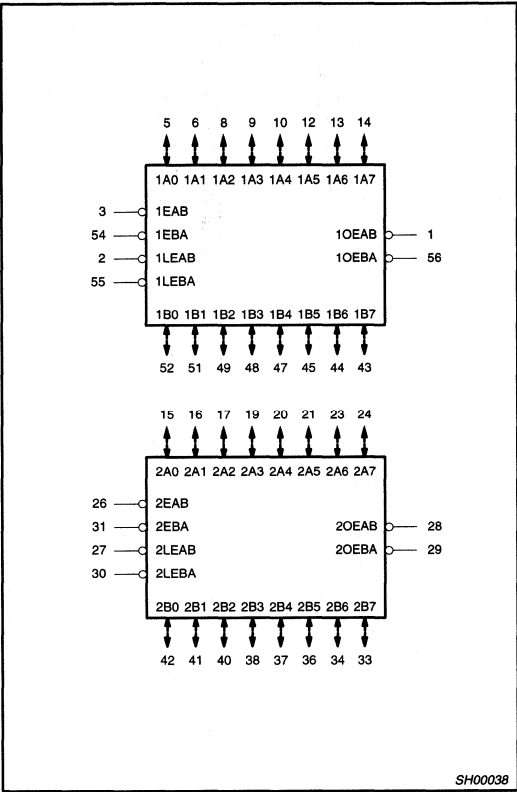 5 6 8 9 10 12 13 14
1A0 1A1 1A2 1A3 1A4 1A5 1A6 1A7
3 1EAB
54 1EBA 1OEAB 1
2 1LEAB 1OEBA 56
55 1LEBA
1B0 1B1 1B2 1B3 1B4 1B5 1B6 1B7
52 51 49 48 47 45 44 43
15 16 17 19 20 21 23 24
2A0 2A1 2A2 2A3 2A4 2A5 2A6 2A7
26 2EAB
31 2EBA 2OEAB 28
27 2LEAB 2OEBA 29
30 2LEBA
2B0 2B1 2B2 2B3 2B4 2B5 2B6 2B7
42 41 40 38 37 36 34 33
SH00038